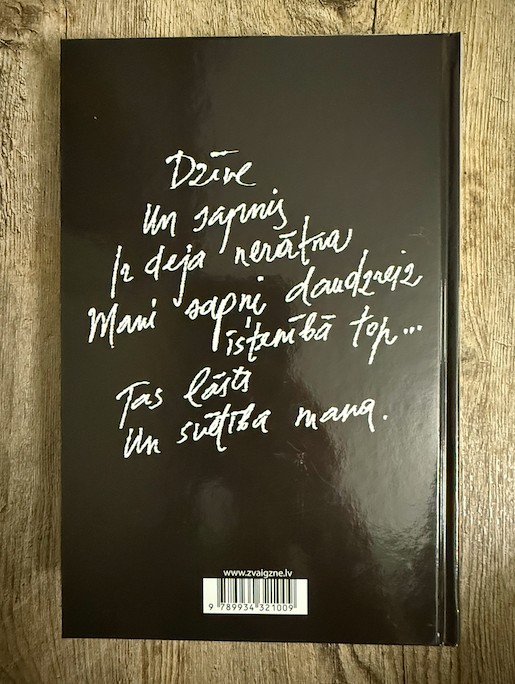 Dzīve
Un sapnis
Ir deja nerātna
Mani sapņi daudzreiz
īstenībā top...
Tas lāsts
Un svētība mana.
www.zvaigzne.lv
9 789934 321009